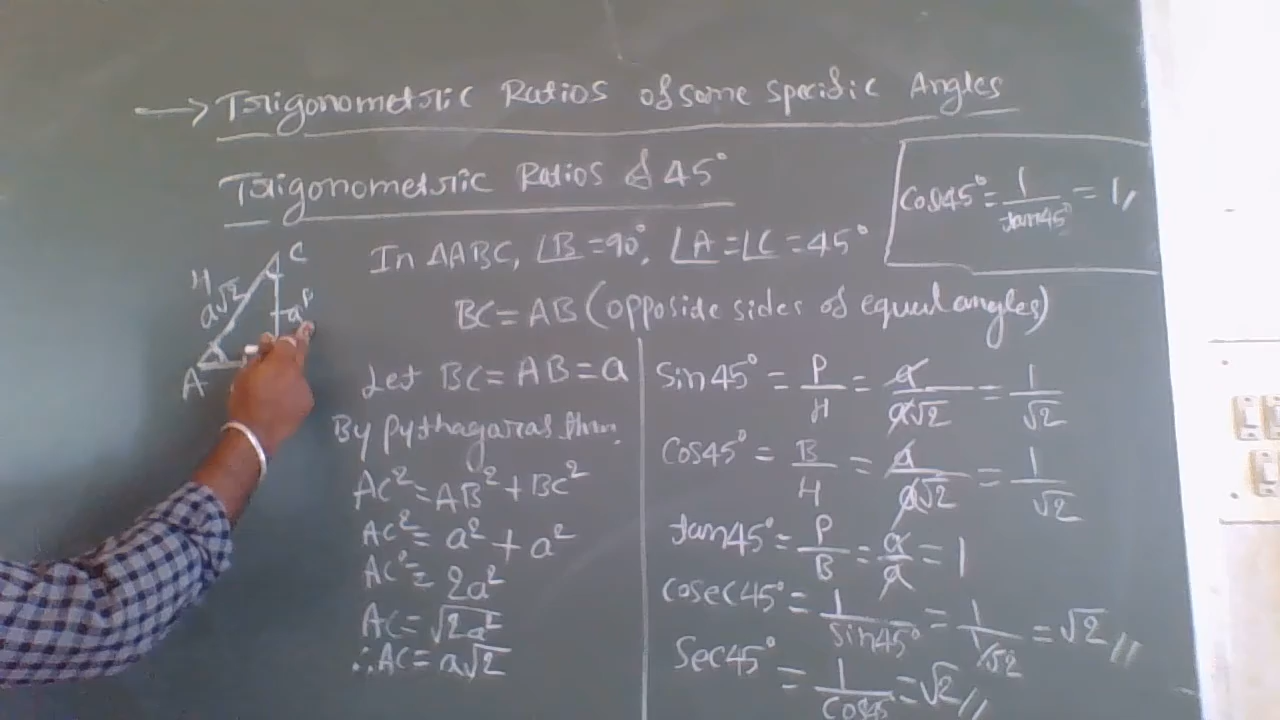 → Trigonometric Ratios of some specific Angles
Trigonometric Ratios of 45°
Cos45° = 1/tan45° = 1//
In ΔABC, ∠B = 90°, ∠A = ∠C = 45°
BC = AB (opposide sides of equal angles)
C
H
a√2
P
a
A
Let BC = AB = a
By pythagaras thrm.
AC² = AB² + BC²
AC² = a² + a²
AC² = 2a²
AC = √2a²
∴ AC = a√2
Sin45° = P/H = a/a√2 = 1/√2
Cos45° = B/H = a/a√2 = 1/√2
tan45° = P/B = a/a = 1
Cosec45° = 1/Sin45° = 1/1/√2 = √2//
Sec45° = 1/Cos45 = √2//